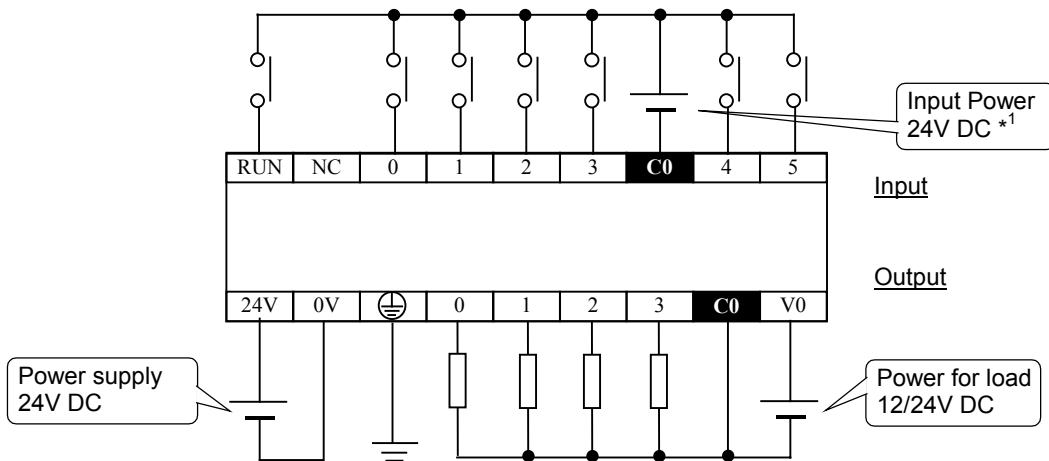 Input Power
24V DC *1
RUN NC 0 1 2 3 C0 4 5
Input
Output
24V 0V 0 1 2 3 C0 V0
Power supply
24V DC
Power for load
12/24V DC